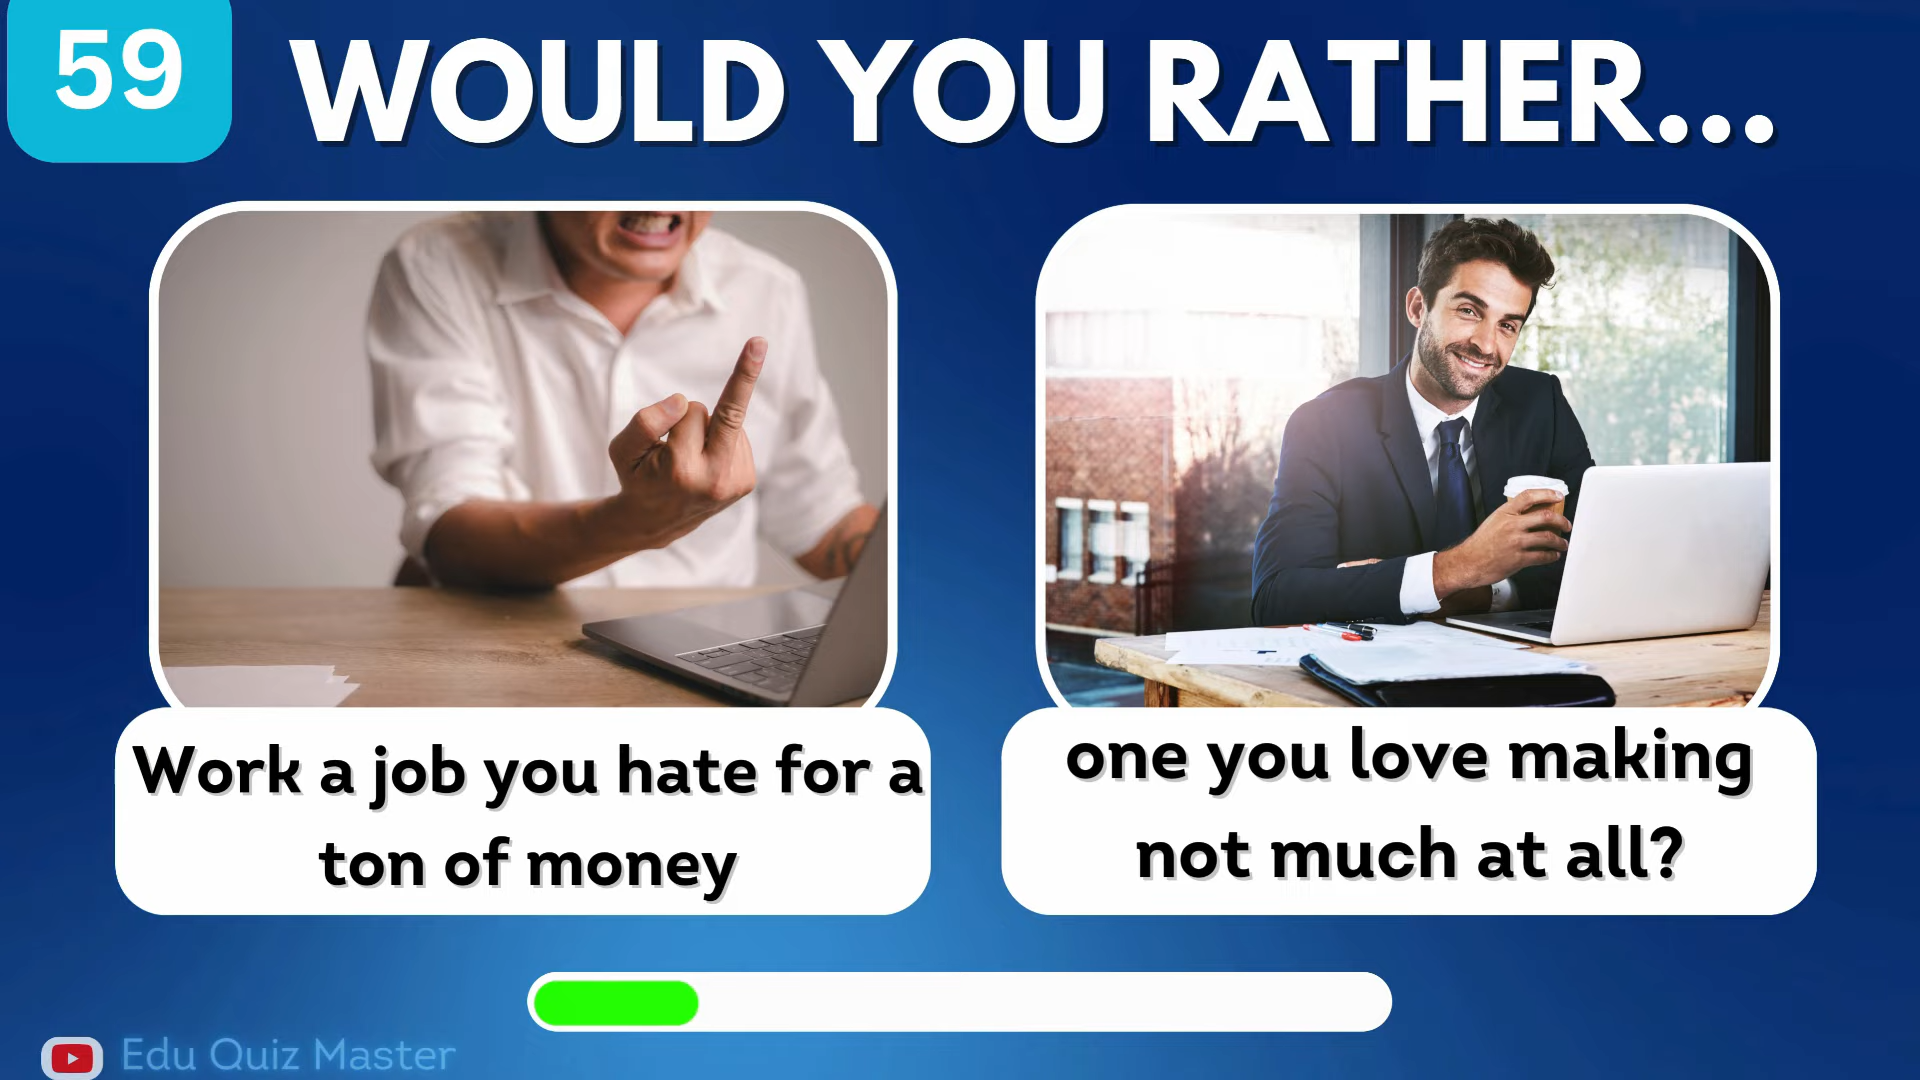 59
WOULD YOU RATHER...
Work a job you hate for a
ton of money
one you love making
not much at all?
Edu Quiz Master